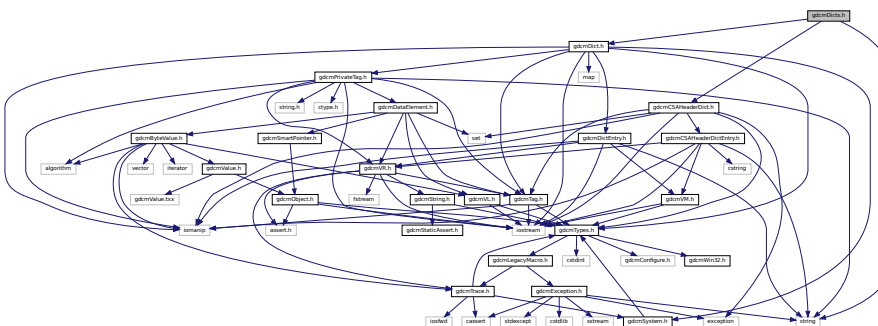 gdcmDicts.h
gdcmDict.h
gdcmPrivateTag.h
map
string.h
ctype.h
gdcmDataElement.h
gdcmCSAHeaderDict.h
gdcmByteValue.h
gdcmSmartPointer.h
set
gdcmDictEntry.h
gdcmCSAHeaderDictEntry.h
algorithm
vector
iterator
gdcmValue.h
gdcmVR.h
cstring
gdcmValue.txx
gdcmObject.h
fstream
gdcmString.h
gdcmVL.h
gdcmTag.h
gdcmVM.h
iomanip
assert.h
gdcmStaticAssert.h
iostream
gdcmTypes.h
gdcmLegacyMacro.h
cstdint
gdcmConfigure.h
gdcmWin32.h
gdcmTrace.h
gdcmException.h
iosfwd
cassert
stdexcept
cstdlib
sstream
gdcmSystem.h
exception
string